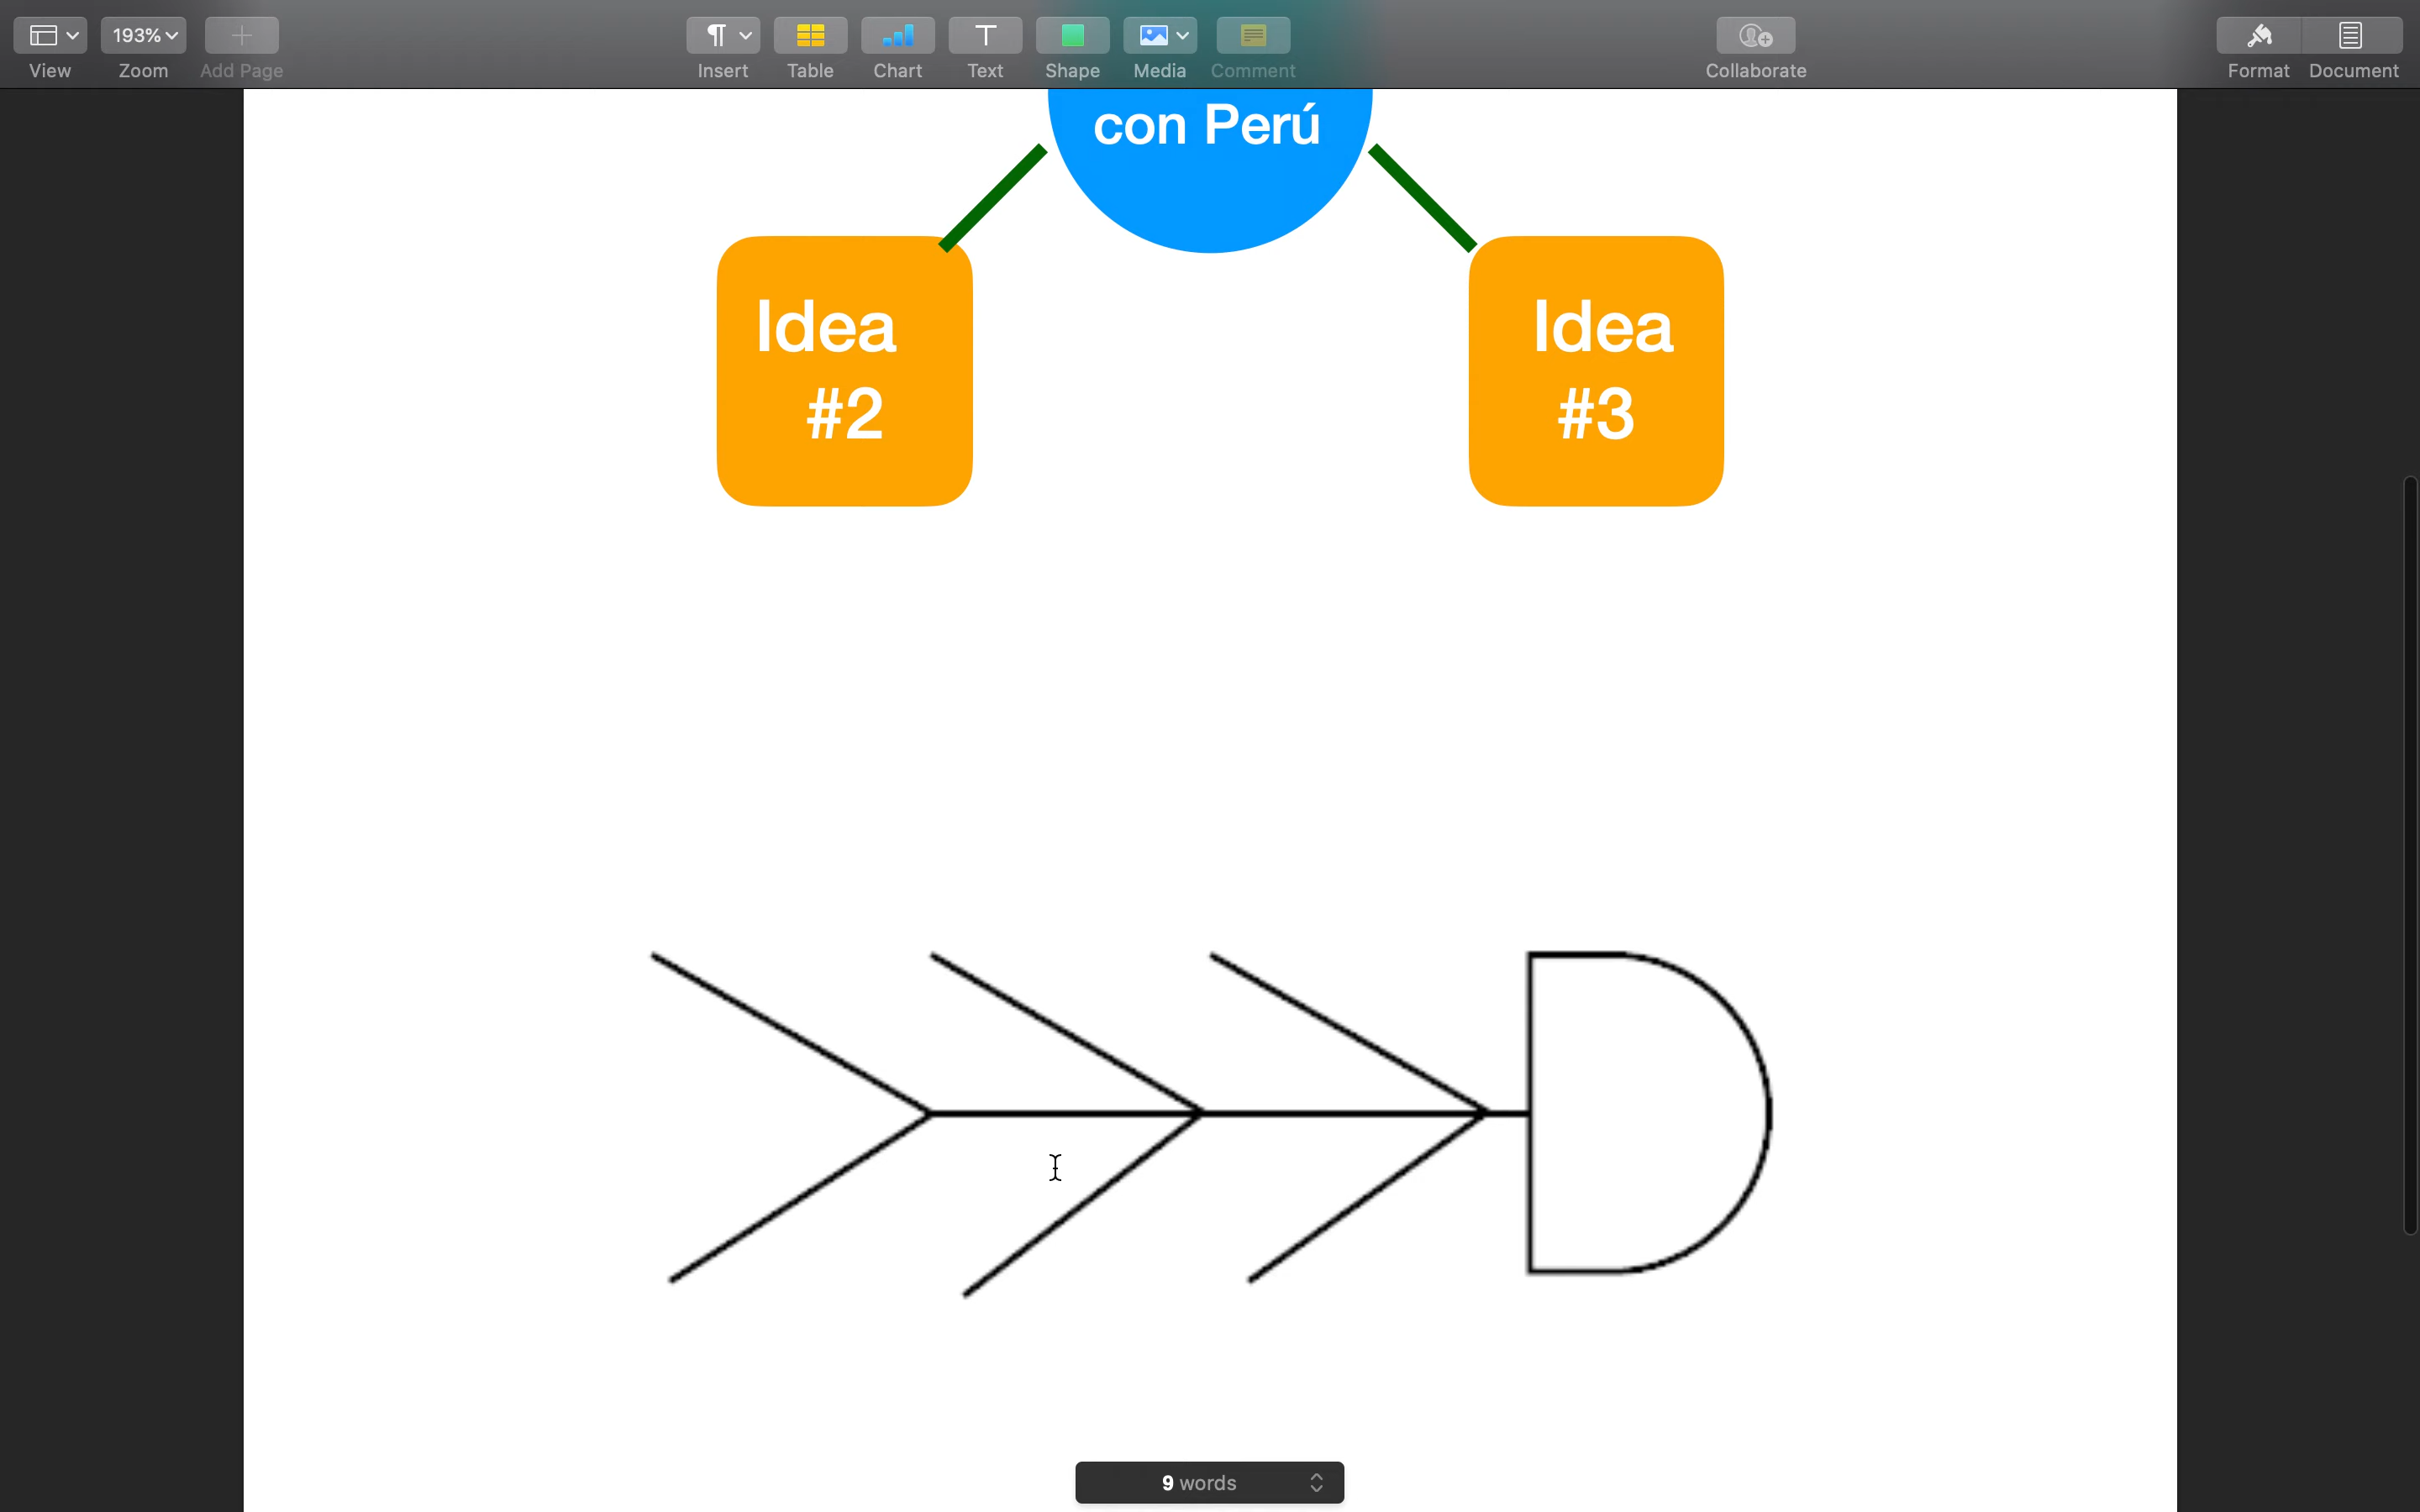 193%
View
Zoom
Add Page
Insert
Table
Chart
T
Text
Shape
Media
Comment
Collaborate
Format
Document
con Perú
Idea
#2
Idea
#3
9 words